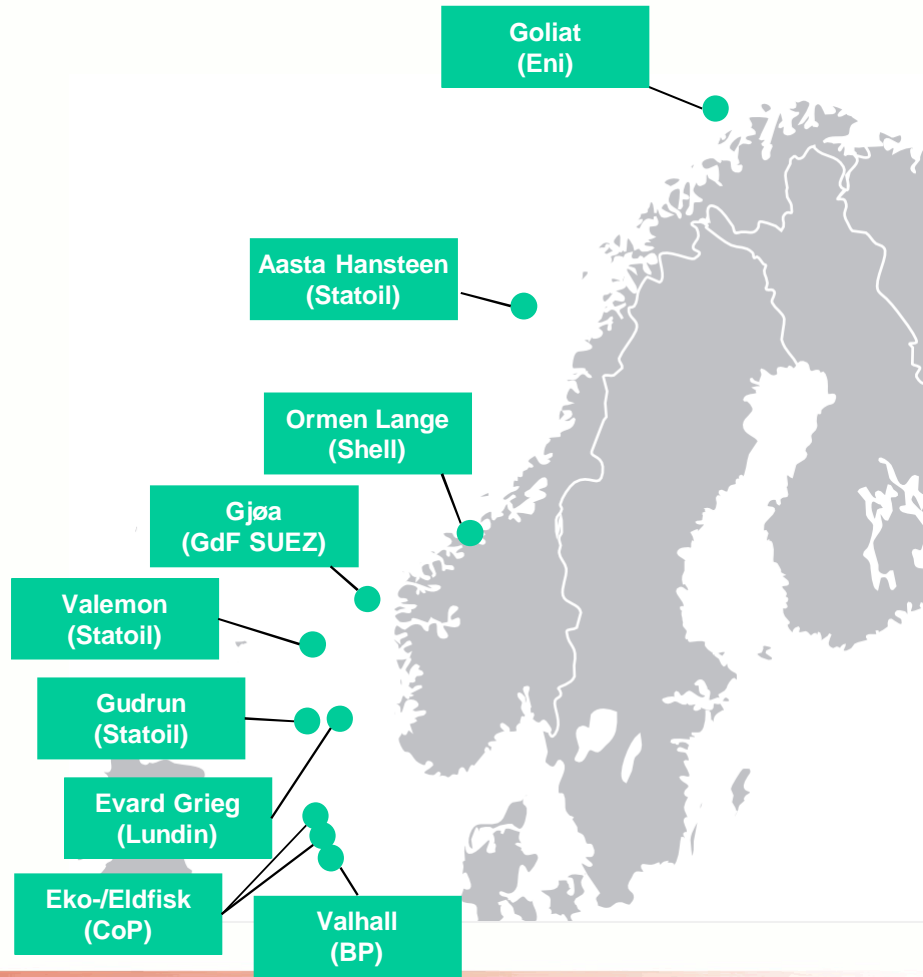 Goliat
(Eni)
Aasta Hansteen
(Statoil)
Ormen Lange
(Shell)
Gjøa
(GdF SUEZ)
Valemon
(Statoil)
Gudrun
(Statoil)
Evard Grieg
(Lundin)
Eko-/Eldfisk
(CoP)
Valhall
(BP)